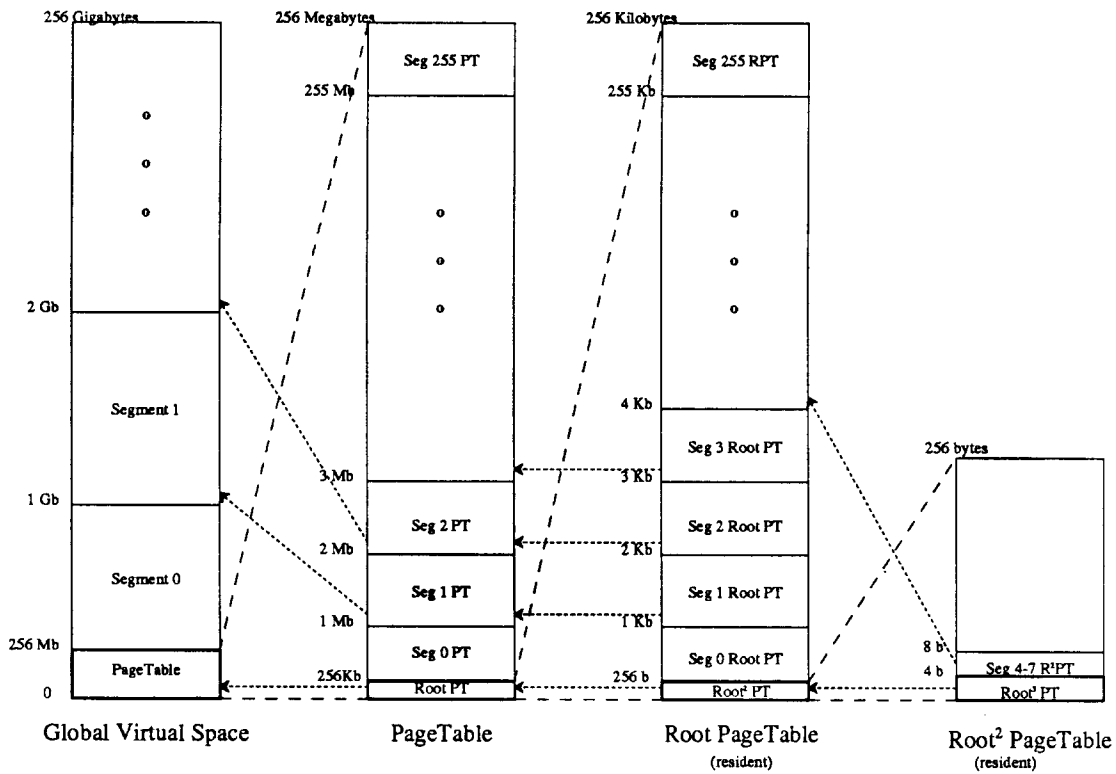 256 Gigabytes
2 Gb
Segment 1
1 Gb
Segment 0
256 Mb
PageTable
0
Global Virtual Space
256 Megabytes
Seg 255 PT
255 Mb
3 Mb
Seg 2 PT
2 Mb
Seg 1 PT
1 Mb
Seg 0 PT
256Kb
Root PT
PageTable
256 Kilobytes
Seg 255 RPT
255 Kb
4 Kb
Seg 3 Root PT
3 Kb
Seg 2 Root PT
2 Kb
Seg 1 Root PT
1 Kb
Seg 0 Root PT
256 b
Root² PT
Root PageTable
(resident)
256 bytes
8 b
Seg 4-7 R²PT
4 b
Root³ PT
Root² PageTable
(resident)